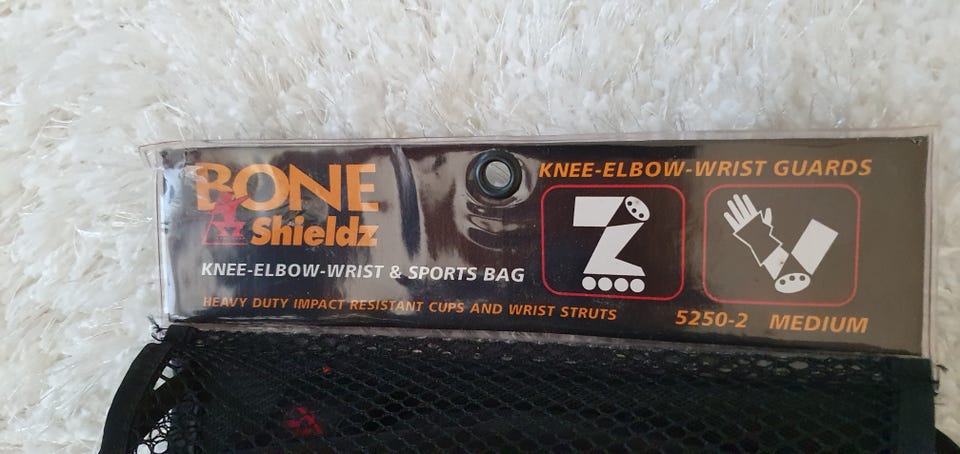 BONE
Shieldz
KNEE-ELBOW-WRIST & SPORTS BAG
HEAVY DUTY IMPACT RESISTANT CUPS AND WRIST STRUTS
KNEE-ELBOW-WRIST GUARDS
5250-2 MEDIUM